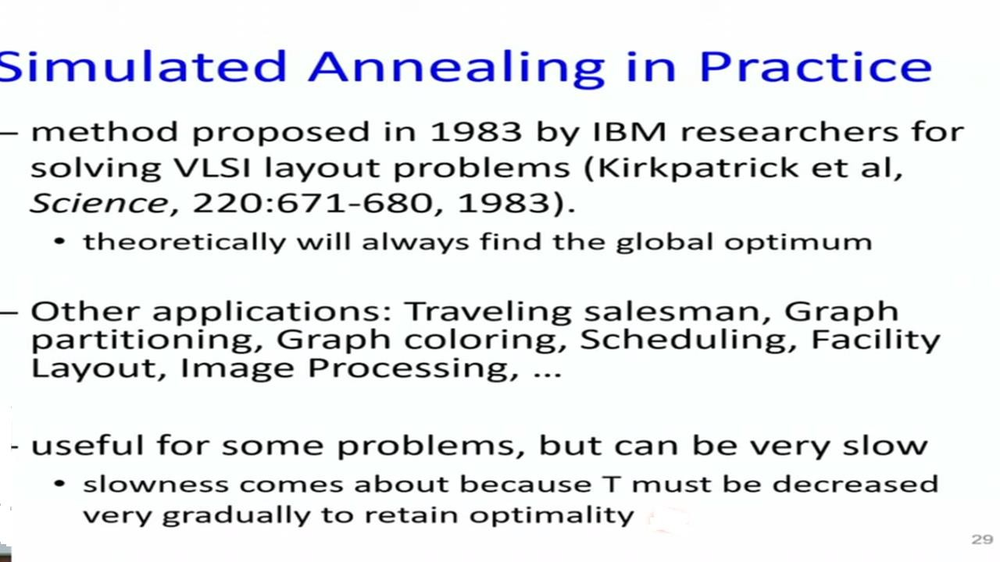 Simulated Annealing in Practice
– method proposed in 1983 by IBM researchers for
solving VLSI layout problems (Kirkpatrick et al,
Science, 220:671-680, 1983).
• theoretically will always find the global optimum
– Other applications: Traveling salesman, Graph
partitioning, Graph coloring, Scheduling, Facility
Layout, Image Processing, ...
- useful for some problems, but can be very slow
• slowness comes about because T must be decreased
very gradually to retain optimality
29